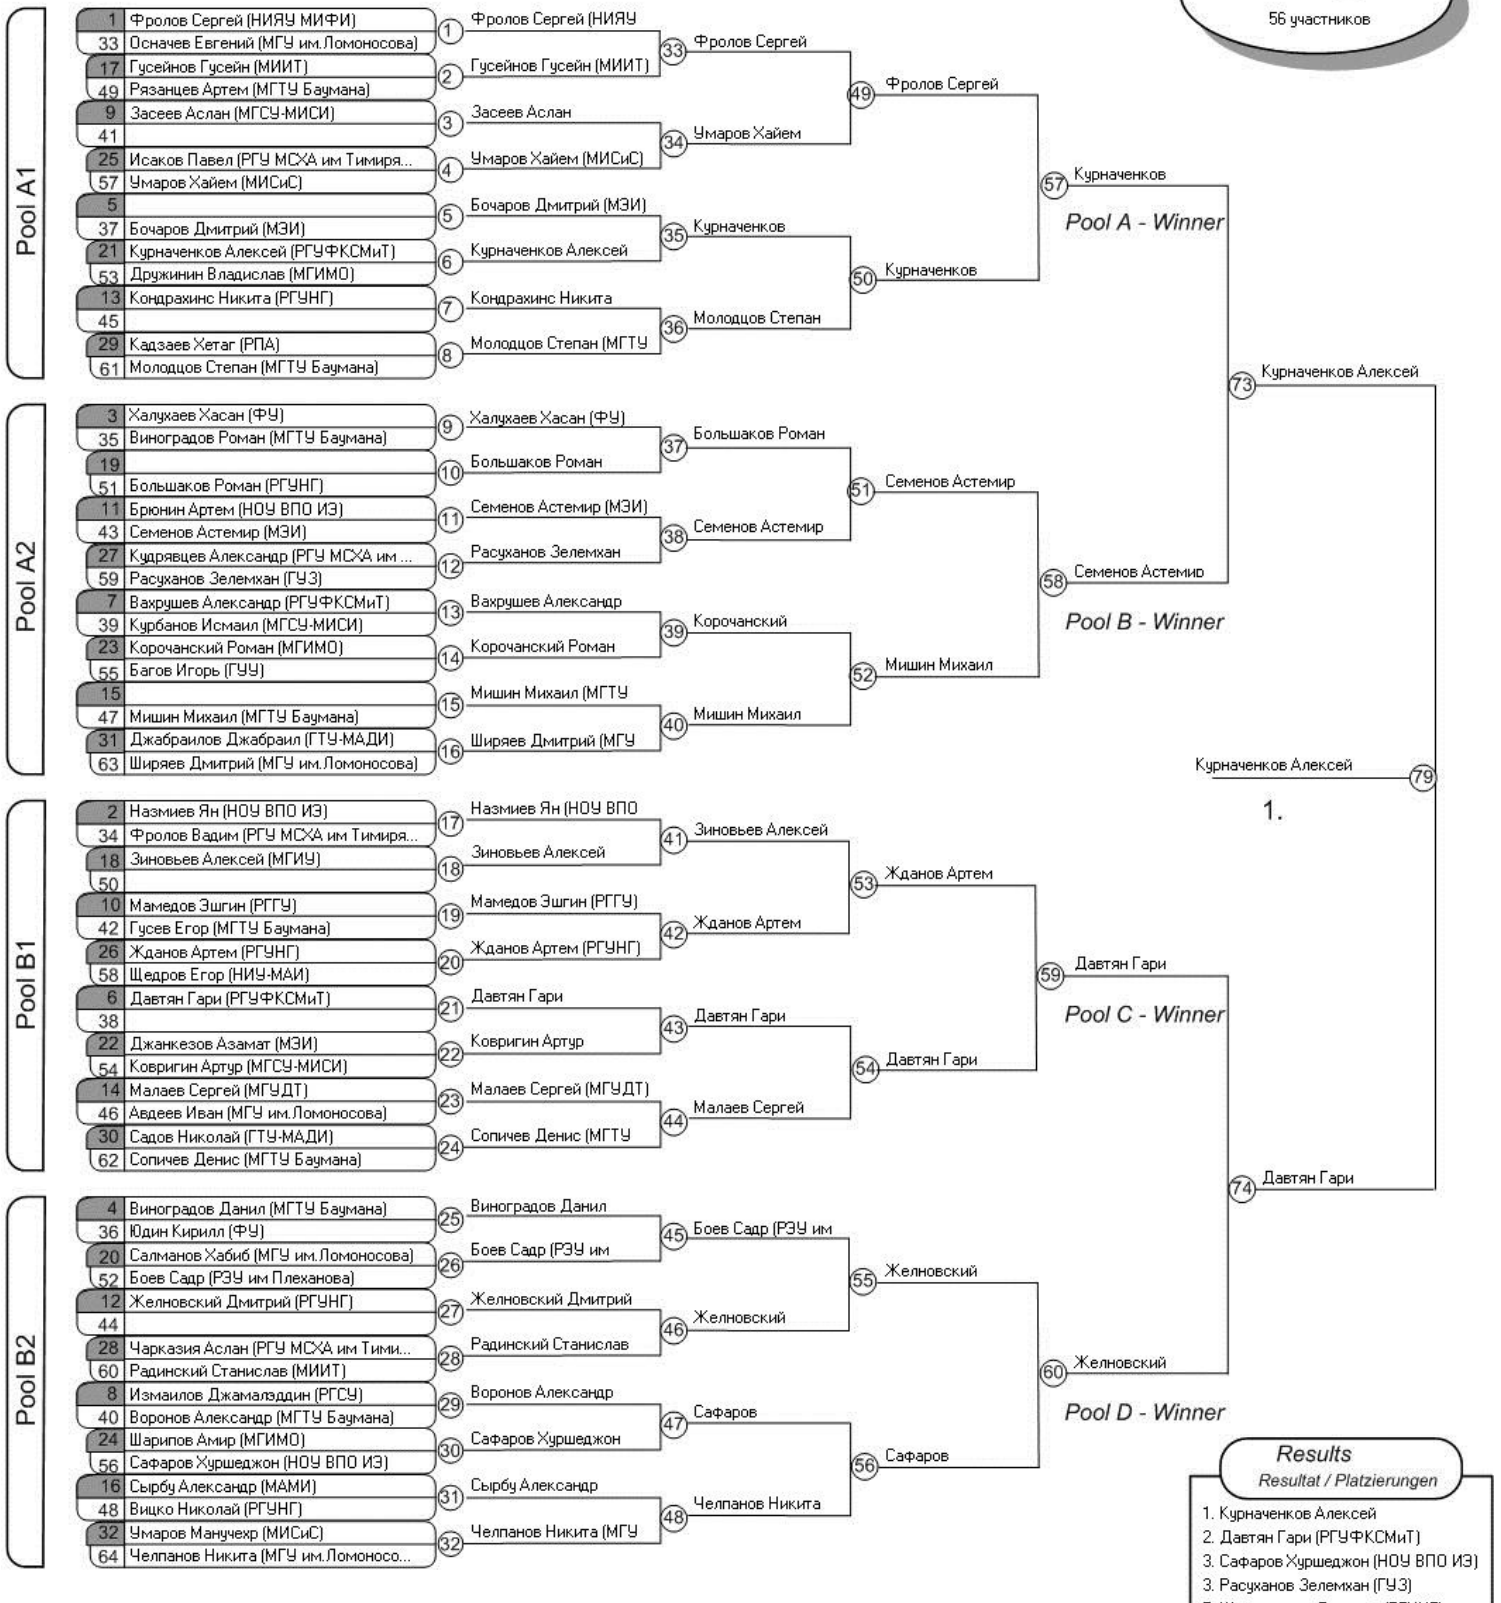 56 участников
Pool A1
1 Фролов Сергей (НИЯУ МИФИ)
33 Осначев Евгений (МГУ им.Ломоносова)
17 Гусейнов Гусейн (МИИТ)
49 Рязанцев Артем (МГТУ Баумана)
9 Засеев Аслан (МГСУ-МИСИ)
41
25 Исаков Павел (РГУ МСХА им Тимиря...
57 Умаров Хайем (МИСиС)
5
37 Бочаров Дмитрий (МЭИ)
21 Курначенков Алексей (РГУФКСМиТ)
53 Дружинин Владислав (МГИМО)
13 Кондрахинс Никита (РГУНГ)
45
29 Кадзаев Хетаг (РПА)
61 Молодцов Степан (МГТУ Баумана)
1 Фролов Сергей (НИЯУ
2 Гусейнов Гусейн (МИИТ)
3 Засеев Аслан
4 Умаров Хайем (МИСиС)
5 Бочаров Дмитрий (МЭИ)
6 Курначенков Алексей
7 Кондрахинс Никита
8 Молодцов Степан (МГТУ
33 Фролов Сергей
34 Умаров Хайем
35 Курначенков
36 Молодцов Степан
49 Фролов Сергей
50 Курначенков
57 Курначенков
Pool A - Winner
Pool A2
3 Халухаев Хасан (ФУ)
35 Виноградов Роман (МГТУ Баумана)
19
51 Большаков Роман (РГУНГ)
11 Брюнин Артем (НОУ ВПО ИЭ)
43 Семенов Астемир (МЭИ)
27 Кудрявцев Александр (РГУ МСХА им ...
59 Расуханов Зелемхан (ГУЗ)
7 Вахрушев Александр (РГУФКСМиТ)
39 Курбанов Исмаил (МГСУ-МИСИ)
23 Корочанский Роман (МГИМО)
55 Багов Игорь (ГУУ)
15
47 Мишин Михаил (МГТУ Баумана)
31 Джабраилов Джабраил (ГТУ-МАДИ)
63 Ширяев Дмитрий (МГУ им.Ломоносова)
9 Халухаев Хасан (ФУ)
10 Большаков Роман
11 Семенов Астемир (МЭИ)
12 Расуханов Зелемхан
13 Вахрушев Александр
14 Корочанский Роман
15 Мишин Михаил (МГТУ
16 Ширяев Дмитрий (МГУ
37 Большаков Роман
38 Семенов Астемир
39 Корочанский
40 Мишин Михаил
51 Семенов Астемир
52 Мишин Михаил
58 Семенов Астемир
Pool B - Winner
73 Курначенков Алексей
Курначенков Алексей 79
1.
Pool B1
2 Назмиев Ян (НОУ ВПО ИЭ)
34 Фролов Вадим (РГУ МСХА им Тимиря...
18 Зиновьев Алексей (МГИУ)
50
10 Мамедов Эшгин (РГГУ)
42 Гусев Егор (МГТУ Баумана)
26 Жданов Артем (РГУНГ)
58 Щедров Егор (НИУ-МАИ)
6 Давтян Гари (РГУФКСМиТ)
38
22 Джанкезов Азамат (МЭИ)
54 Ковригин Артур (МГСУ-МИСИ)
14 Малаев Сергей (МГУДТ)
46 Авдеев Иван (МГУ им.Ломоносова)
30 Садов Николай (ГТУ-МАДИ)
62 Сопичев Денис (МГТУ Баумана)
17 Назмиев Ян (НОУ ВПО
18 Зиновьев Алексей
19 Мамедов Эшгин (РГГУ)
20 Жданов Артем (РГУНГ)
21 Давтян Гари
22 Ковригин Артур
23 Малаев Сергей (МГУДТ)
24 Сопичев Денис (МГТУ
41 Зиновьев Алексей
42 Жданов Артем
43 Давтян Гари
44 Малаев Сергей
53 Жданов Артем
54 Давтян Гари
59 Давтян Гари
Pool C - Winner
Pool B2
4 Виноградов Данил (МГТУ Баумана)
36 Юдин Кирилл (ФУ)
20 Салманов Хабиб (МГУ им.Ломоносова)
52 Боев Садр (РЭУ им Плеханова)
12 Желновский Дмитрий (РГУНГ)
44
28 Чарказия Аслан (РГУ МСХА им Тими...
60 Радинский Станислав (МИИТ)
8 Измаилов Джамалэддин (РГСУ)
40 Воронов Александр (МГТУ Баумана)
24 Шарипов Амир (МГИМО)
56 Сафаров Хуршеджон (НОУ ВПО ИЭ)
16 Сырбу Александр (МАМИ)
48 Вицко Николай (РГУНГ)
32 Умаров Манучехр (МИСиС)
64 Челпанов Никита (МГУ им.Ломоносо...
25 Виноградов Данил
26 Боев Садр (РЭУ им
27 Желновский Дмитрий
28 Радинский Станислав
29 Воронов Александр
30 Сафаров Хуршеджон
31 Сырбу Александр
32 Челпанов Никита (МГУ
45 Боев Садр (РЭУ им
46 Желновский
47 Сафаров
48 Челпанов Никита
55 Желновский
56 Сафаров
60 Желновский
Pool D - Winner
74 Давтян Гари
Results
Resultat / Platzierungen
1. Курначенков Алексей
2. Давтян Гари (РГУФКСМиТ)
3. Сафаров Хуршеджон (НОУ ВПО ИЭ)
3. Расуханов Зелемхан (ГУЗ)